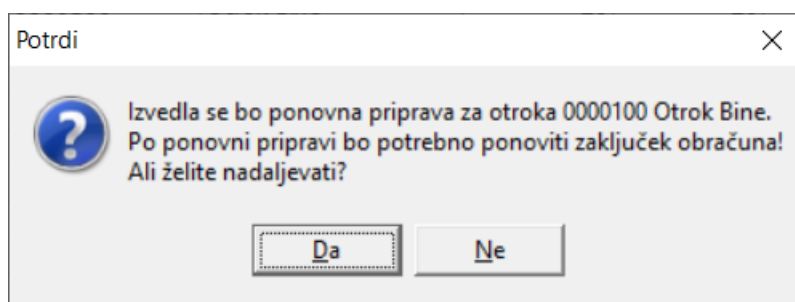 Potrdi
Izvedla se bo ponovna priprava za otroka 0000100 Otrok Bine.
Po ponovni pripravi bo potrebno ponoviti zaključek obračuna!
Ali želite nadaljevati?
Da
Ne